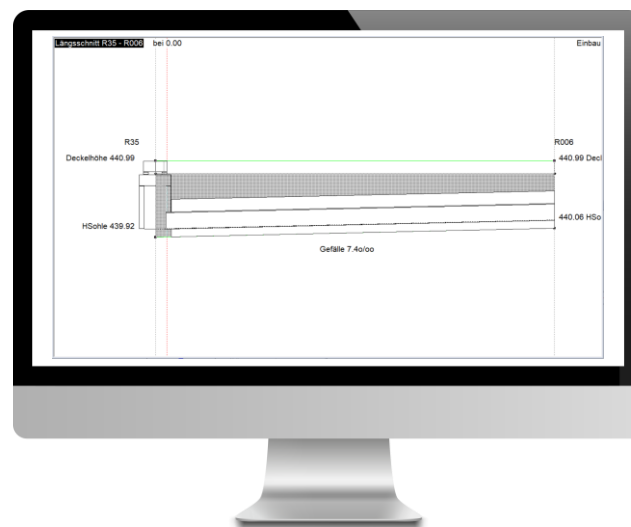 Längsschnitt R35 - R006 bei 0.00 Einbau
R35 R006
Deckelhöhe 440.99 440.99 Decl
HSohle 439.92 440.06 HSo
Gefälle 7.4o/oo